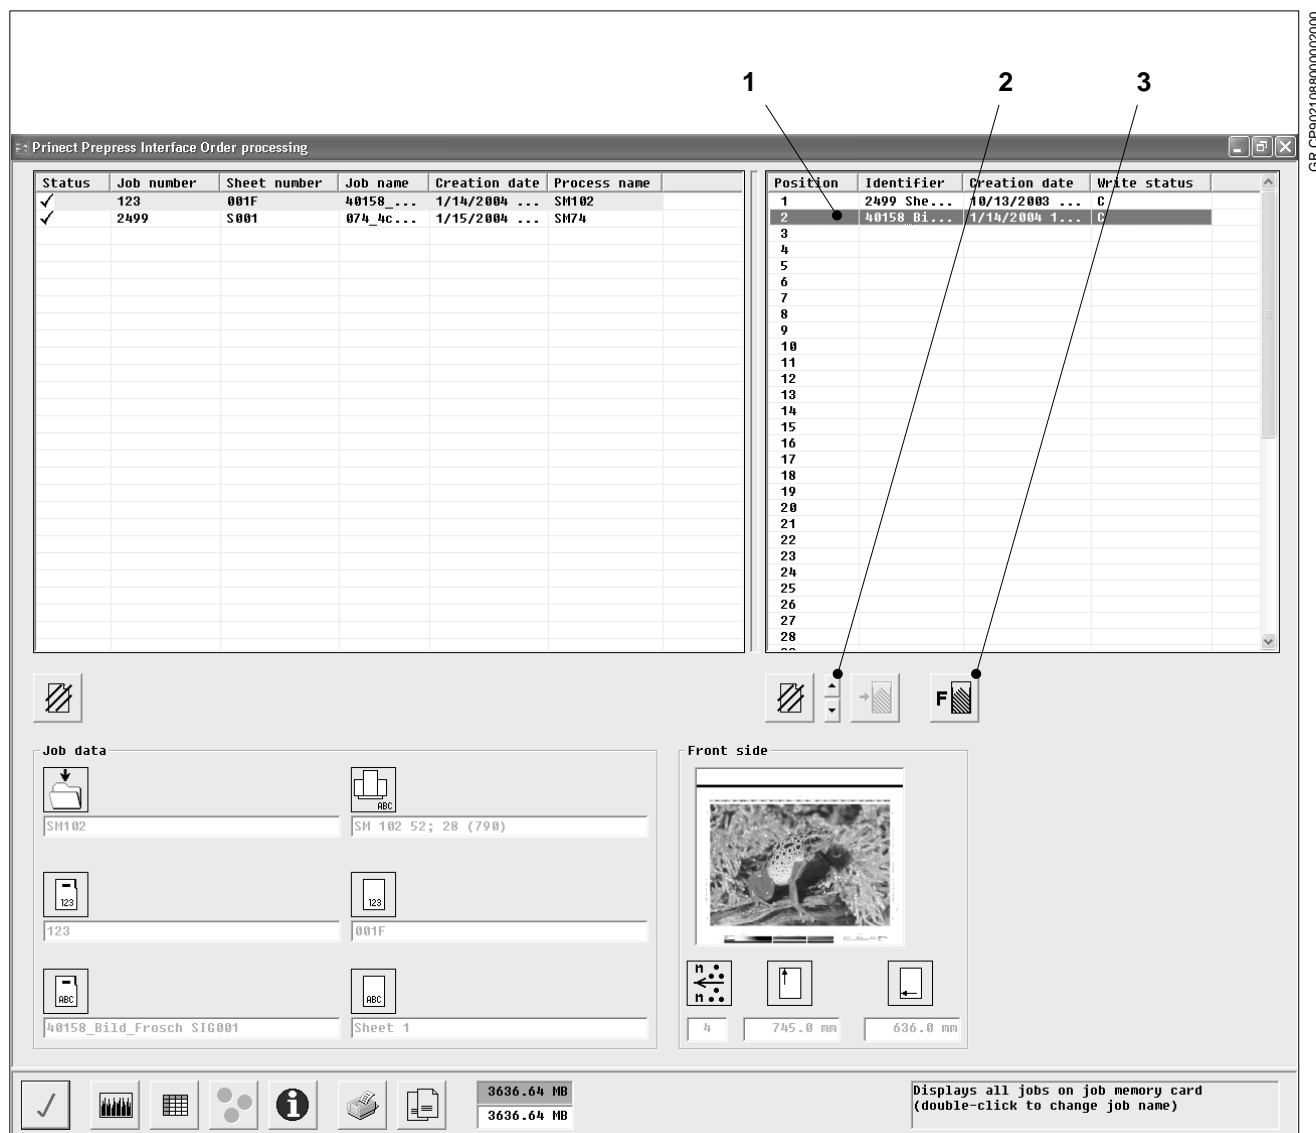 GR.CP90210880000002000
1 2 3
Prinect Prepress Interface Order processing
Status Job number Sheet number Job name Creation date Process name
123 001F 40158_... 1/14/2004 ... SM102
2499 S001 074_4c... 1/15/2004 ... SM74
Position Identifier Creation date Write status
1 2499 She... 10/13/2003 ... C
2 40158_Bi... 1/14/2004 1... C
3
4
5
6
7
8
9
10
11
12
13
14
15
16
17
18
19
20
21
22
23
24
25
26
27
28
F
Job data
ABC
SM102 SM 102 52; 28 (790)
123 123
123 001F
ABC ABC
40158_Bild_Frosch SIG001 Sheet 1
Front side
n
n
4 745.0 mm 636.0 mm
3636.64 MB
3636.64 MB
Displays all jobs on job memory card
(double-click to change job name)